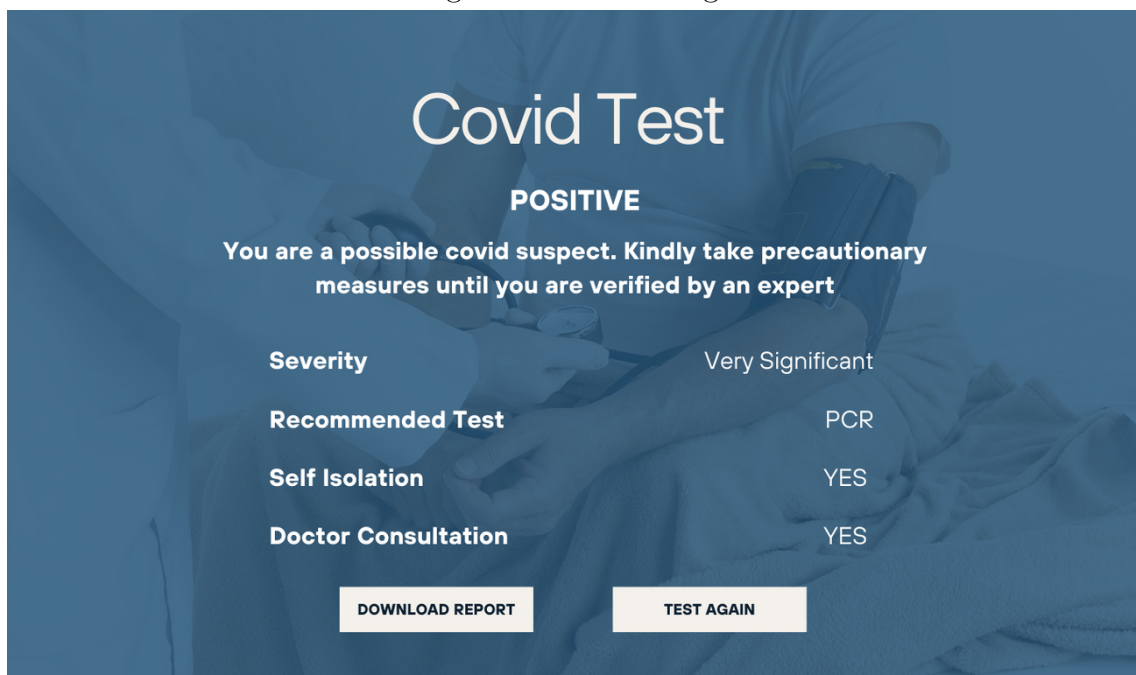 Covid Test
POSITIVE
You are a possible covid suspect. Kindly take precautionary
measures until you are verified by an expert
Severity Very Significant
Recommended Test PCR
Self Isolation YES
Doctor Consultation YES
DOWNLOAD REPORT TEST AGAIN